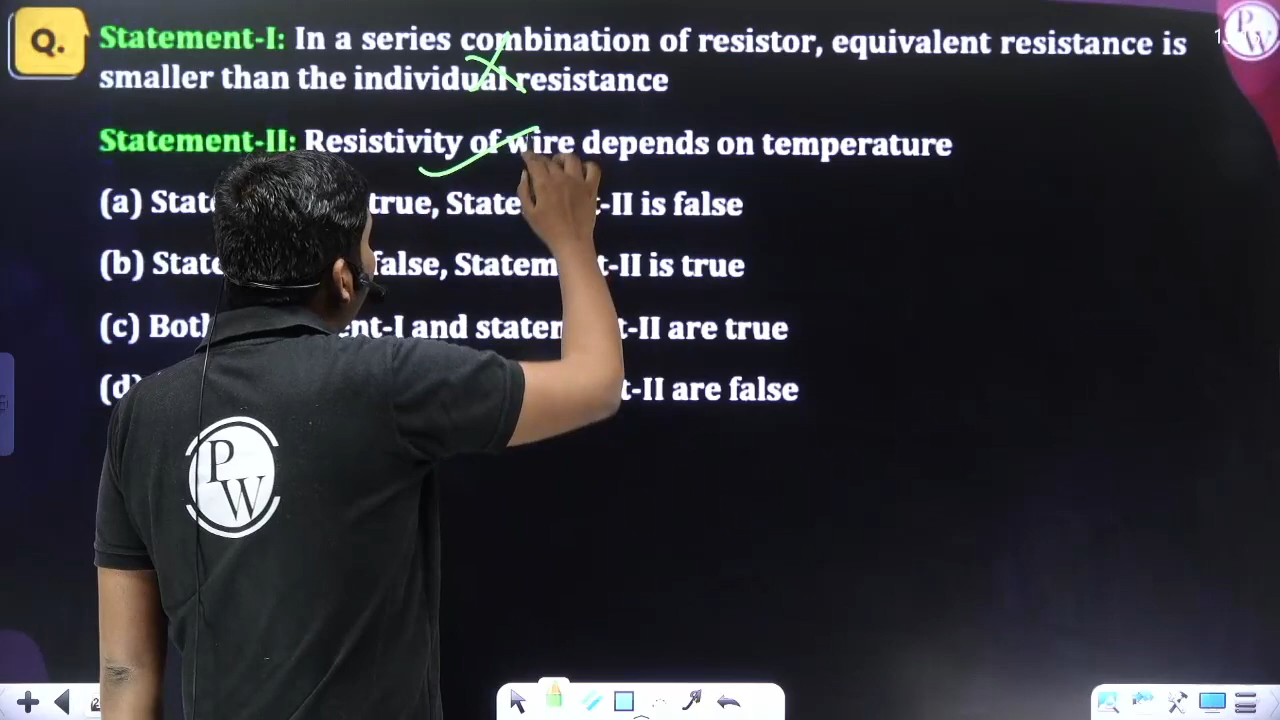 Q.
Statement-I: In a series combination of resistor, equivalent resistance is
smaller than the individual resistance
Statement-II: Resistivity of wire depends on temperature
(a) State true, State t-II is false
(b) State false, Statem t-II is true
(c) Bot ent-I and statem t-II are true
(d) t-II are false
PW
PW